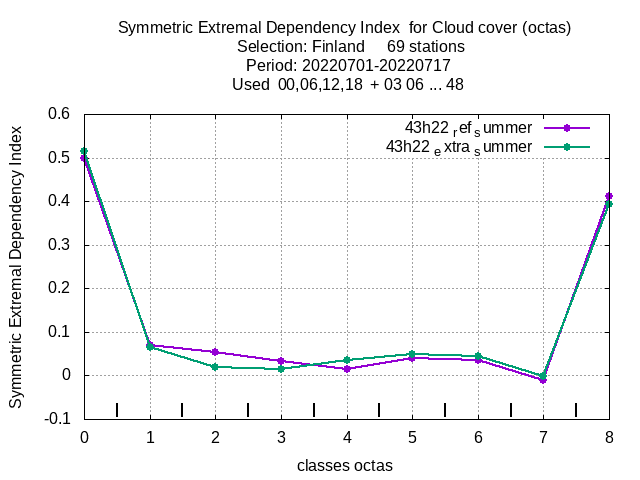 Symmetric Extremal Dependency Index for Cloud cover (octas)
Selection: Finland 69 stations
Period: 20220701-20220717
Used 00,06,12,18 + 03 06 ... 48
43h22 ref summer
43h22 extra summer
Symmetric Extremal Dependency Index
0.6
0.5
0.4
0.3
0.2
0.1
0
-0.1
0 1 2 3 4 5 6 7 8
classes octas